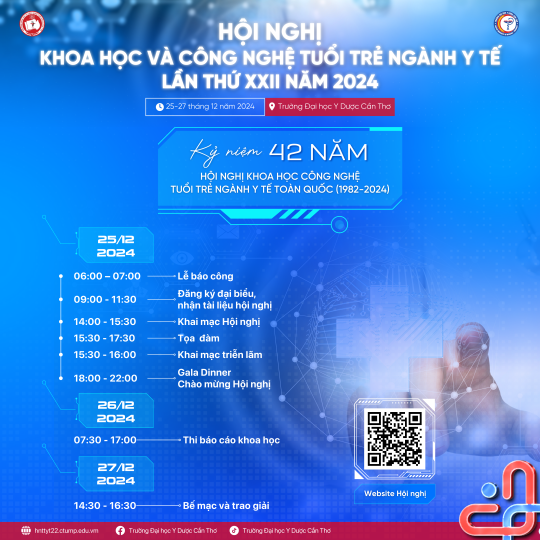 HỘI NGHỊ
KHOA HỌC VÀ CÔNG NGHỆ TUỔI TRẺ NGÀNH Y TẾ
LẦN THỨ XXII NĂM 2024
25-27 tháng 12 năm 2024
Trường Đại học Y Dược Cần Thơ
Kỷ niệm 42 NĂM
HỘI NGHỊ KHOA HỌC CÔNG NGHỆ
TUỔI TRẺ NGÀNH Y TẾ TOÀN QUỐC (1982-2024)
25/12
2024
06:00 – 07:00 Lễ báo công
09:00 - 11:30 Đăng ký đại biểu,
nhận tài liệu hội nghị
14:00 - 15:30 Khai mạc Hội nghị
15:30 - 17:30 Tọa đàm
15:30 - 16:00 Khai mạc triển lãm
18:00 - 22:00 Gala Dinner
Chào mừng Hội nghị
26/12
2024
07:30 - 17:00 Thi báo cáo khoa học
27/12
2024
14:30 - 16:30 Bế mạc và trao giải
Website Hội nghị
hnttyt22.ctump.edu.vn
Trường Đại học Y Dược Cần Thơ
Trường Đại học Y Dược Cần Thơ